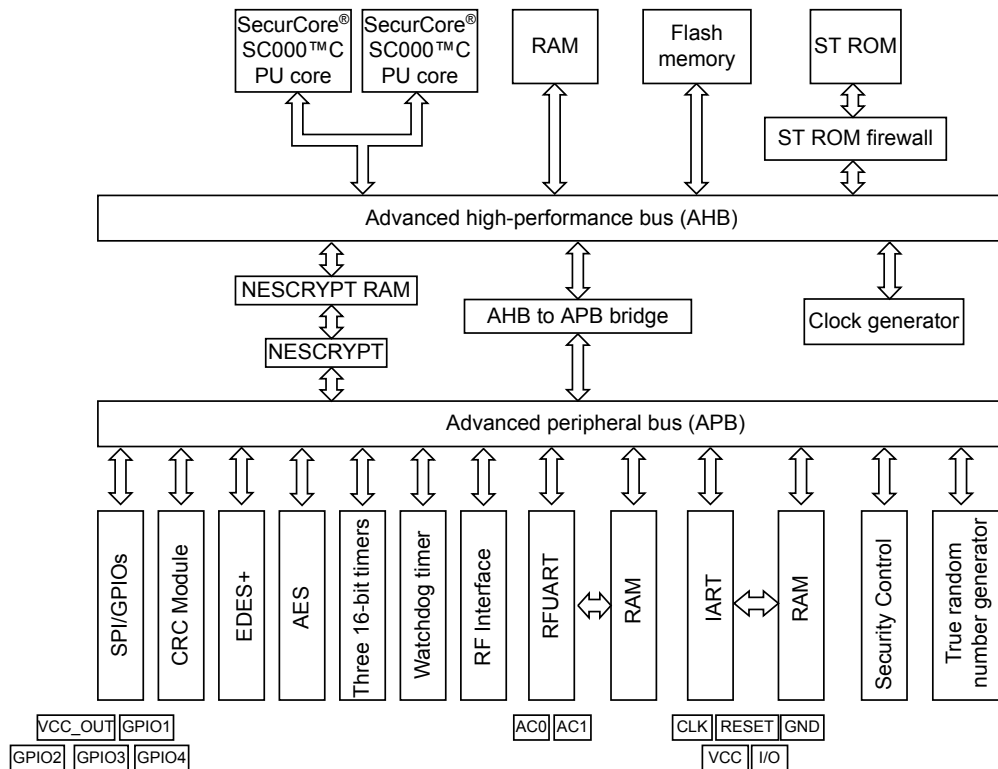 SecurCore®
SC000™C
PU core
SecurCore®
SC000™C
PU core
RAM
Flash
memory
ST ROM
ST ROM firewall
Advanced high-performance bus (AHB)
NESCRYPT RAM
AHB to APB bridge
Clock generator
NESCRYPT
Advanced peripheral bus (APB)
SPI/GPIOs
CRC Module
EDES+
AES
Three 16-bit timers
Watchdog timer
RF Interface
RFUART
RAM
IART
RAM
Security Control
True random
number generator
VCC_OUT
GPIO1
AC0
AC1
CLK
RESET
GND
GPIO2
GPIO3
GPIO4
VCC
I/O